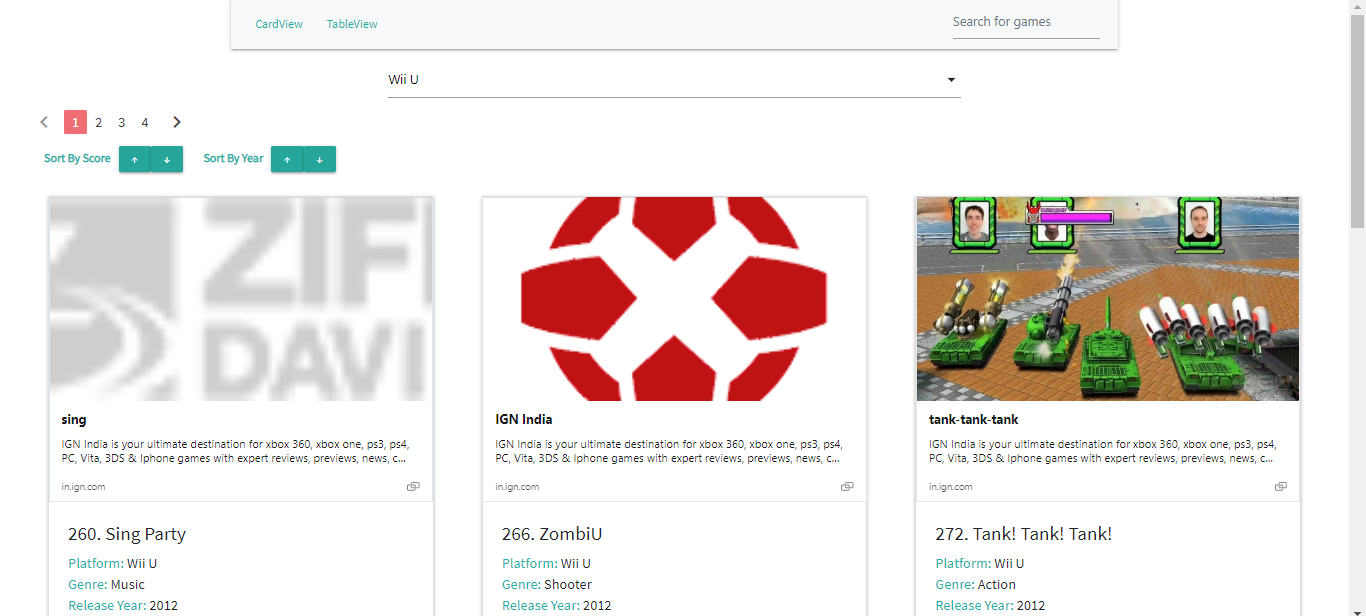 CardView TableView Search for games
Wii U
1 2 3 4
Sort By Score Sort By Year
ZIF
DAVI
sing
IGN India is your ultimate destination for xbox 360, xbox one, ps3, ps4,
PC, Vita, 3DS & Iphone games with expert reviews, previews, news, c...
in.ign.com
260. Sing Party
Platform: Wii U
Genre: Music
Release Year: 2012
IGN India
IGN India is your ultimate destination for xbox 360, xbox one, ps3, ps4,
PC, Vita, 3DS & Iphone games with expert reviews, previews, news, c...
in.ign.com
266. ZombiU
Platform: Wii U
Genre: Shooter
Release Year: 2012
tank-tank-tank
IGN India is your ultimate destination for xbox 360, xbox one, ps3, ps4,
PC, Vita, 3DS & Iphone games with expert reviews, previews, news, c...
in.ign.com
272. Tank! Tank! Tank!
Platform: Wii U
Genre: Action
Release Year: 2012